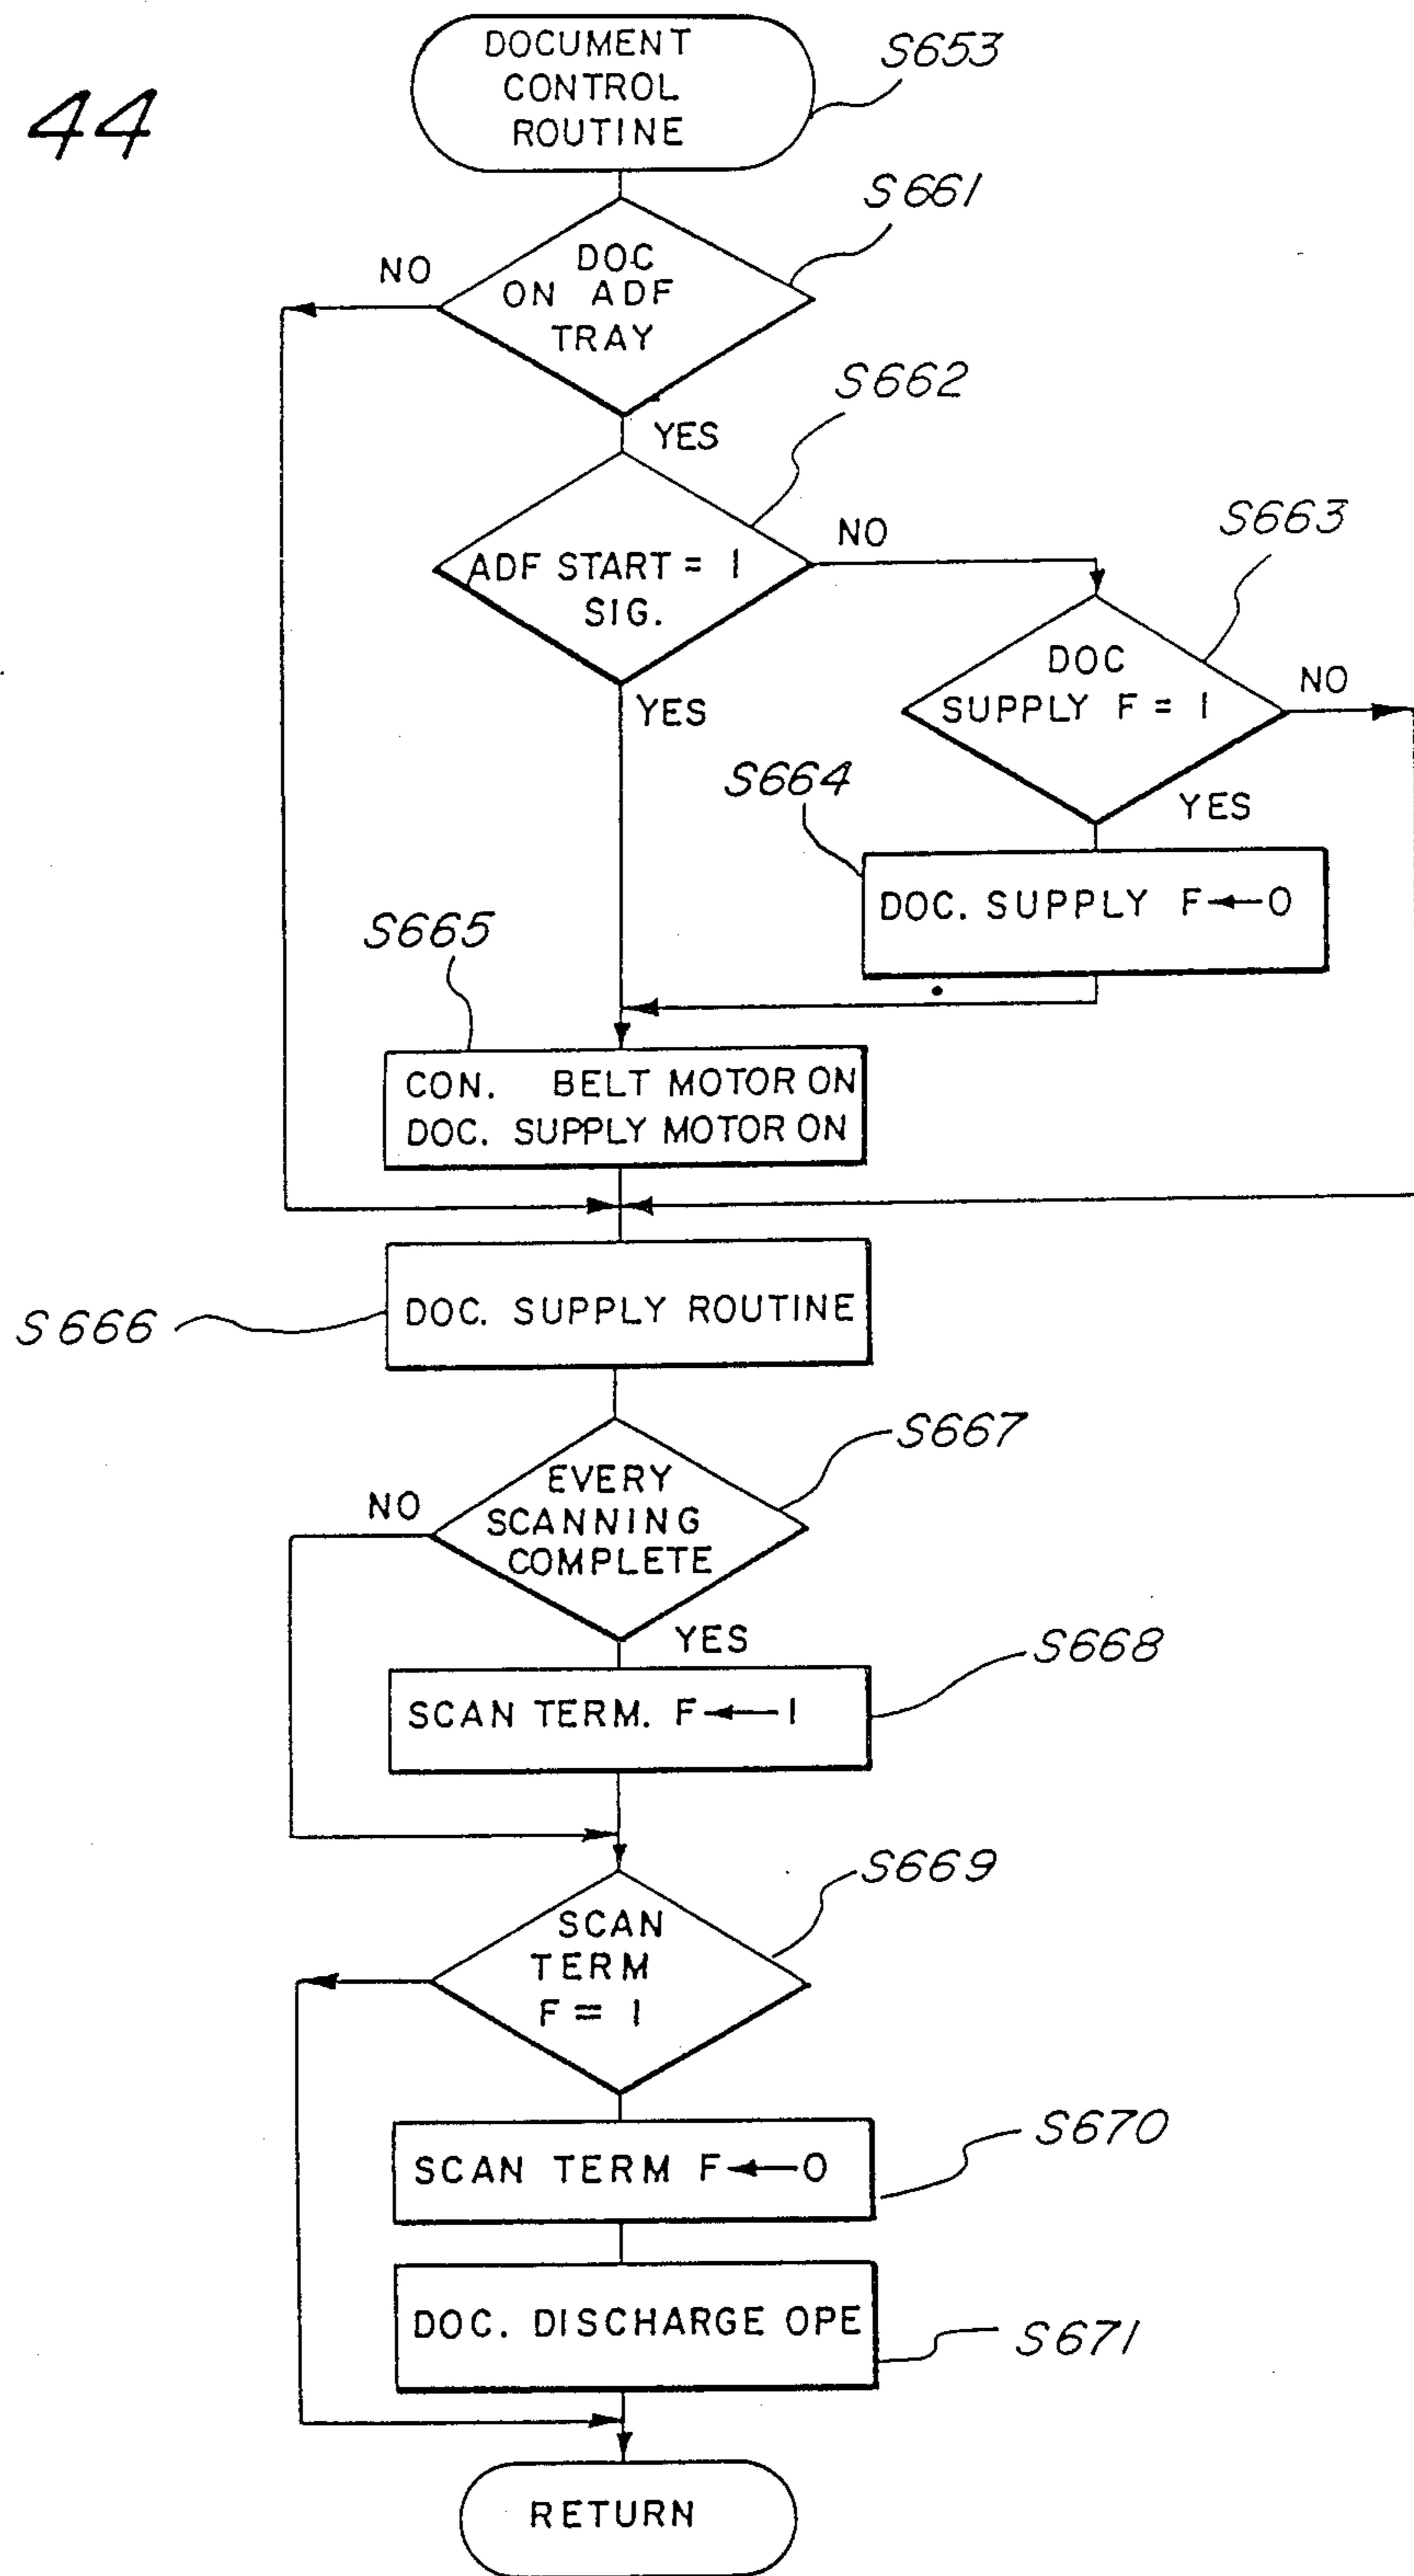 44
DOCUMENT
CONTROL
ROUTINE
S653
S661
DOC
ON ADF
TRAY
NO
YES
S662
ADF START = 1
SIG.
NO
YES
S663
DOC
SUPPLY F = 1
NO
YES
S664
DOC. SUPPLY F←0
S665
CON. BELT MOTOR ON
DOC. SUPPLY MOTOR ON
S666
DOC. SUPPLY ROUTINE
S667
EVERY
SCANNING
COMPLETE
NO
YES
S668
SCAN TERM. F←1
S669
SCAN
TERM
F = 1
S670
SCAN TERM F←0
DOC. DISCHARGE OPE
S671
RETURN